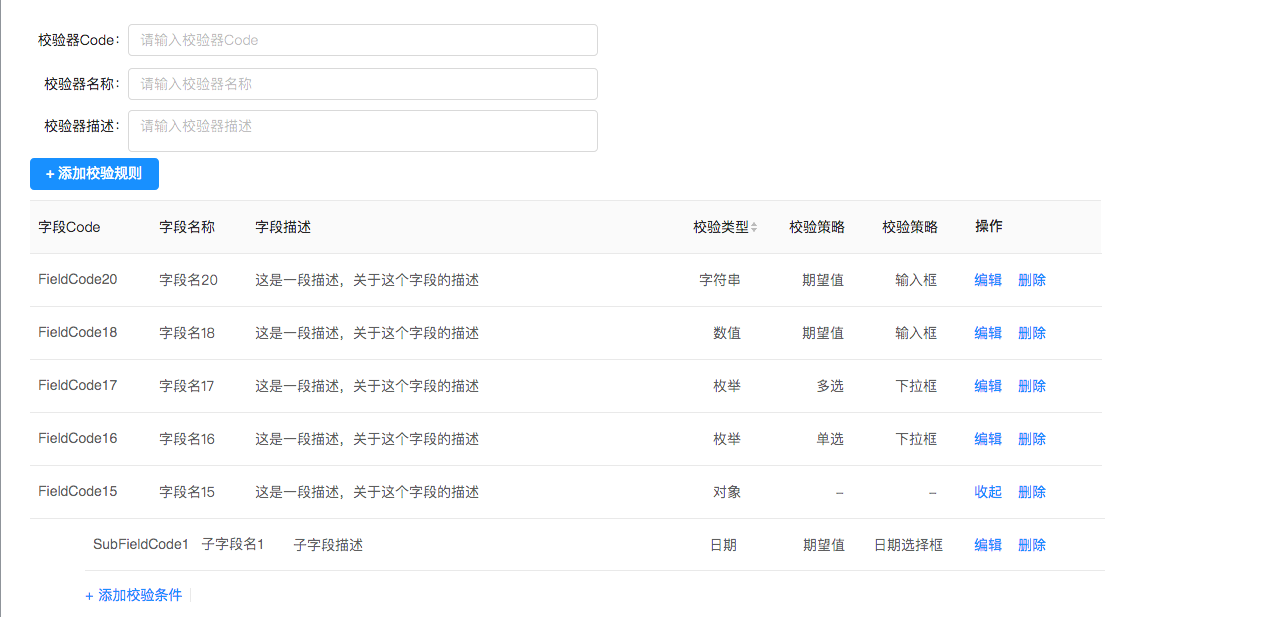 校验器Code: 请输入校验器Code
校验器名称: 请输入校验器名称
校验器描述: 请输入校验器描述
+ 添加校验规则
字段Code 字段名称 字段描述 校验类型 校验策略 校验策略 操作
FieldCode20 字段名20 这是一段描述，关于这个字段的描述 字符串 期望值 输入框 编辑 删除
FieldCode18 字段名18 这是一段描述，关于这个字段的描述 数值 期望值 输入框 编辑 删除
FieldCode17 字段名17 这是一段描述，关于这个字段的描述 枚举 多选 下拉框 编辑 删除
FieldCode16 字段名16 这是一段描述，关于这个字段的描述 枚举 单选 下拉框 编辑 删除
FieldCode15 字段名15 这是一段描述，关于这个字段的描述 对象 – – 收起 删除
SubFieldCode1 子字段名1 子字段描述 日期 期望值 日期选择框 编辑 删除
+ 添加校验条件